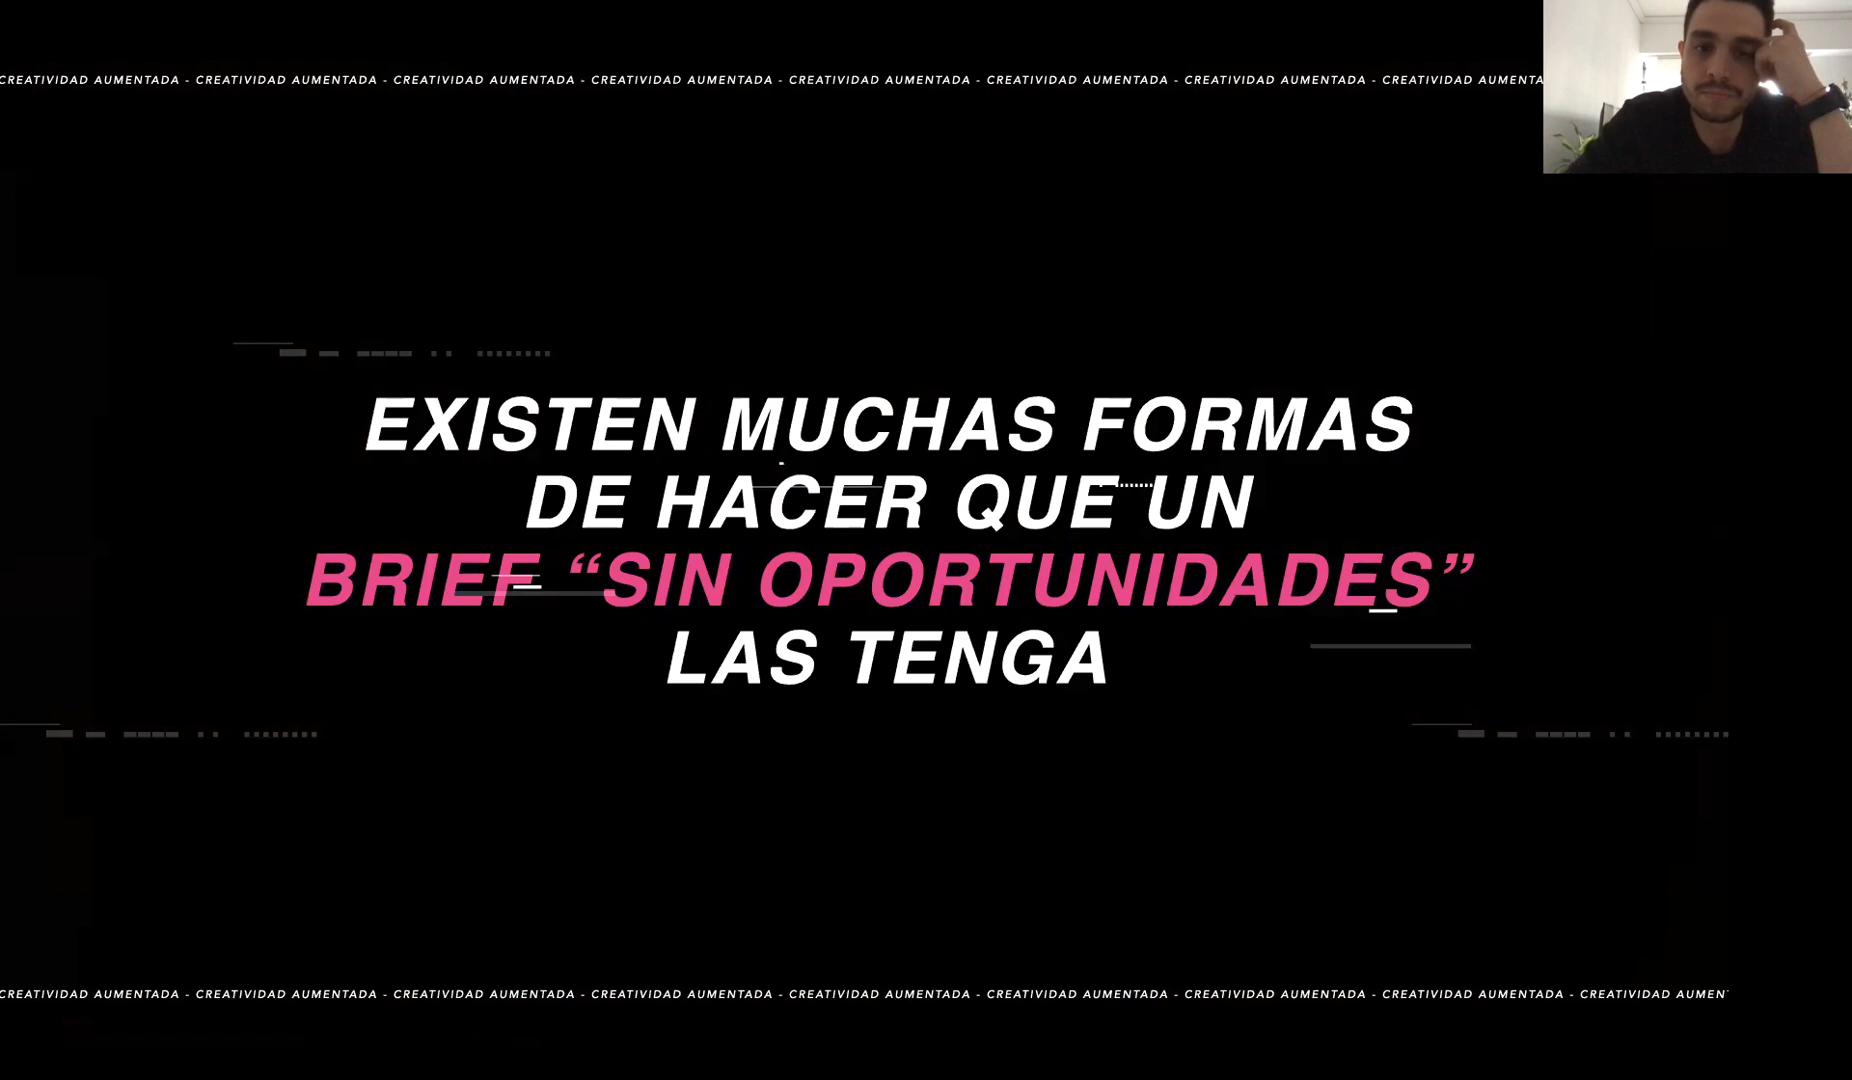 CREATIVIDAD AUMENTADA - CREATIVIDAD AUMENTADA - CREATIVIDAD AUMENTADA - CREATIVIDAD AUMENTADA - CREATIVIDAD AUMENTADA - CREATIVIDAD AUMENTADA - CREATIVIDAD AUMENTADA - CREATIVIDAD AUMENTA
EXISTEN MUCHAS FORMAS
DE HACER QUE UN
BRIEF “SIN OPORTUNIDADES”
LAS TENGA
CREATIVIDAD AUMENTADA - CREATIVIDAD AUMENTADA - CREATIVIDAD AUMENTADA - CREATIVIDAD AUMENTADA - CREATIVIDAD AUMENTADA - CREATIVIDAD AUMENTADA - CREATIVIDAD AUMENTADA - CREATIVIDAD AUMENTADA - CREATIVIDAD AUMEN